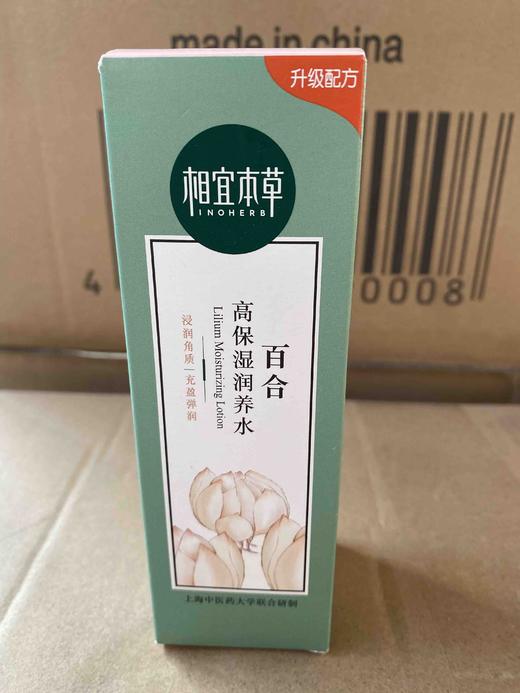 made in china
升级配方
相宜本草
INOHERB
百合
高保湿润养水
Lilium Moisturizing Lotion
浸润角质 充盈弹润
4
0008
上海中医药大学联合研制